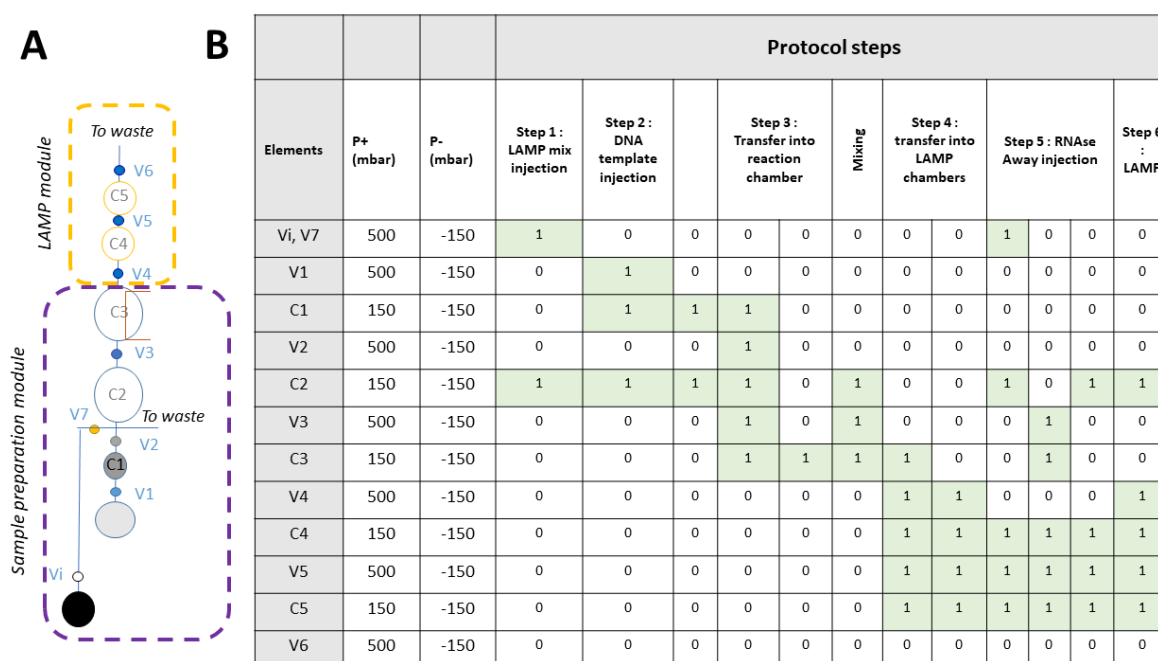 A
B
LAMP module
To waste
V6
C5
V5
C4
V4
Sample preparation module
C3
V3
C2
To waste
V7
V2
C1
V1
Vi
Protocol steps
Elements P+ (mbar) P- (mbar) Step 1 : LAMP mix injection Step 2 : DNA template injection Step 3 : Transfer into reaction chamber Mixing Step 4 : transfer into LAMP chambers Step 5 : RNAse Away injection Step 6 : LAMP
Vi, V7 500 -150 1 0 0 0 0 0 0 0 1 0 0 0
V1 500 -150 0 1 0 0 0 0 0 0 0 0 0 0
C1 150 -150 0 1 1 1 0 0 0 0 0 0 0 0
V2 500 -150 0 0 0 1 0 0 0 0 0 0 0 0
C2 150 -150 1 1 1 1 0 1 0 0 1 0 1 1
V3 500 -150 0 0 0 1 0 1 0 0 0 1 0 0
C3 150 -150 0 0 0 1 1 1 1 0 0 1 0 0
V4 500 -150 0 0 0 0 0 0 1 1 0 0 0 1
C4 150 -150 0 0 0 0 0 0 1 1 1 1 1 1
V5 500 -150 0 0 0 0 0 0 1 1 1 1 1 1
C5 150 -150 0 0 0 0 0 0 1 1 1 1 1 1
V6 500 -150 0 0 0 0 0 0 0 0 0 0 0 0